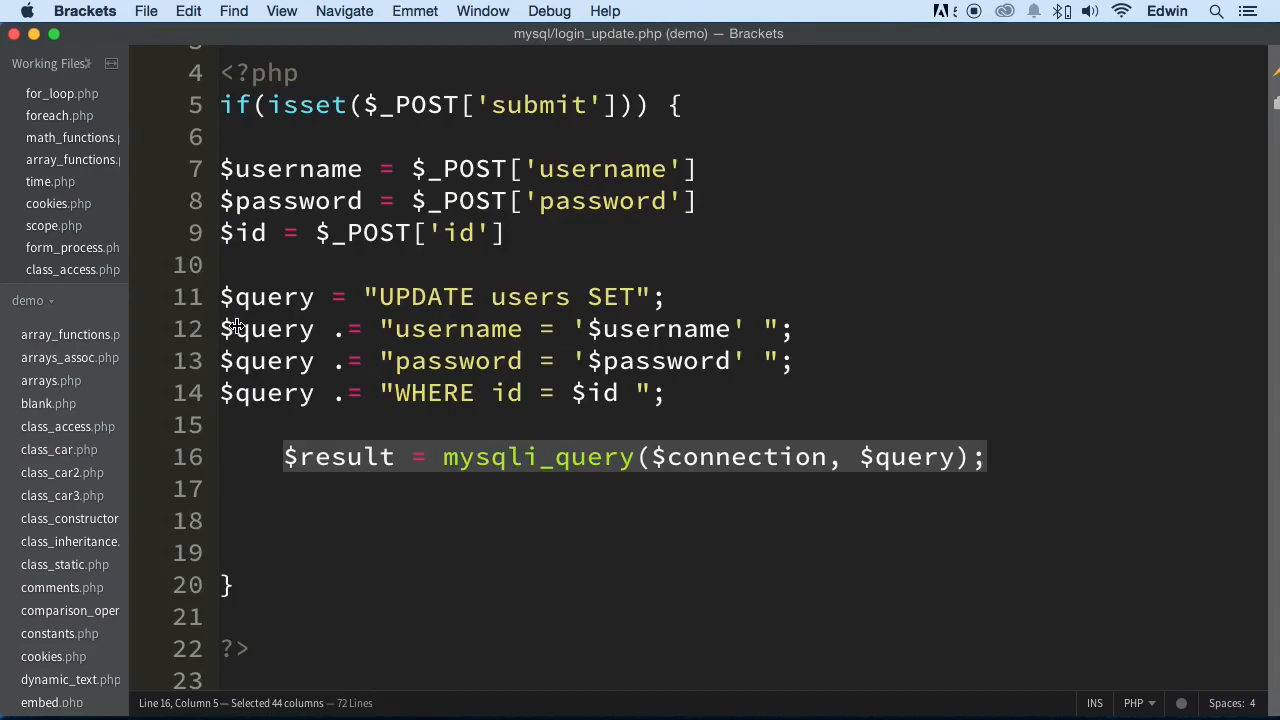 Brackets File Edit Find View Navigate Emmet Window Debug Help Edwin
mysql/login_update.php (demo) — Brackets
Working Files
for_loop.php
foreach.php
math_functions.
array_functions.
time.php
cookies.php
scope.php
form_process.ph
class_access.php
demo
array_functions.p
arrays_assoc.php
arrays.php
blank.php
class_access.php
class_car.php
class_car2.php
class_car3.php
class_constructor
class_inheritance.
class_static.php
comments.php
comparison_oper
constants.php
cookies.php
dynamic_text.php
embed.php
4 <?php
5 if(isset($_POST['submit'])) {
6
7 $username = $_POST['username']
8 $password = $_POST['password']
9 $id = $_POST['id']
10
11 $query = "UPDATE users SET";
12 $query .= "username = '$username' ";
13 $query .= "password = '$password' ";
14 $query .= "WHERE id = $id ";
15
16 $result = mysqli_query($connection, $query);
17
18
19
20 }
21
22 ?>
23
Line 16, Column 5 — Selected 44 columns — 72 Lines INS PHP Spaces: 4